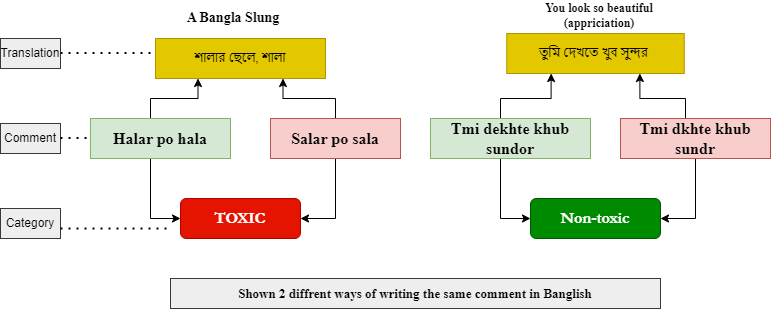 A Bangla Slung
You look so beautiful
(appriciation)
Translation
শালার ছেলে, শালা
তুমি দেখতে খুব সুন্দর
Comment
Halar po hala
Salar po sala
Tmi dekhte khub
sundor
Tmi dkhte khub
sundr
Category
TOXIC
Non-toxic
Shown 2 diffrent ways of writing the same comment in Banglish